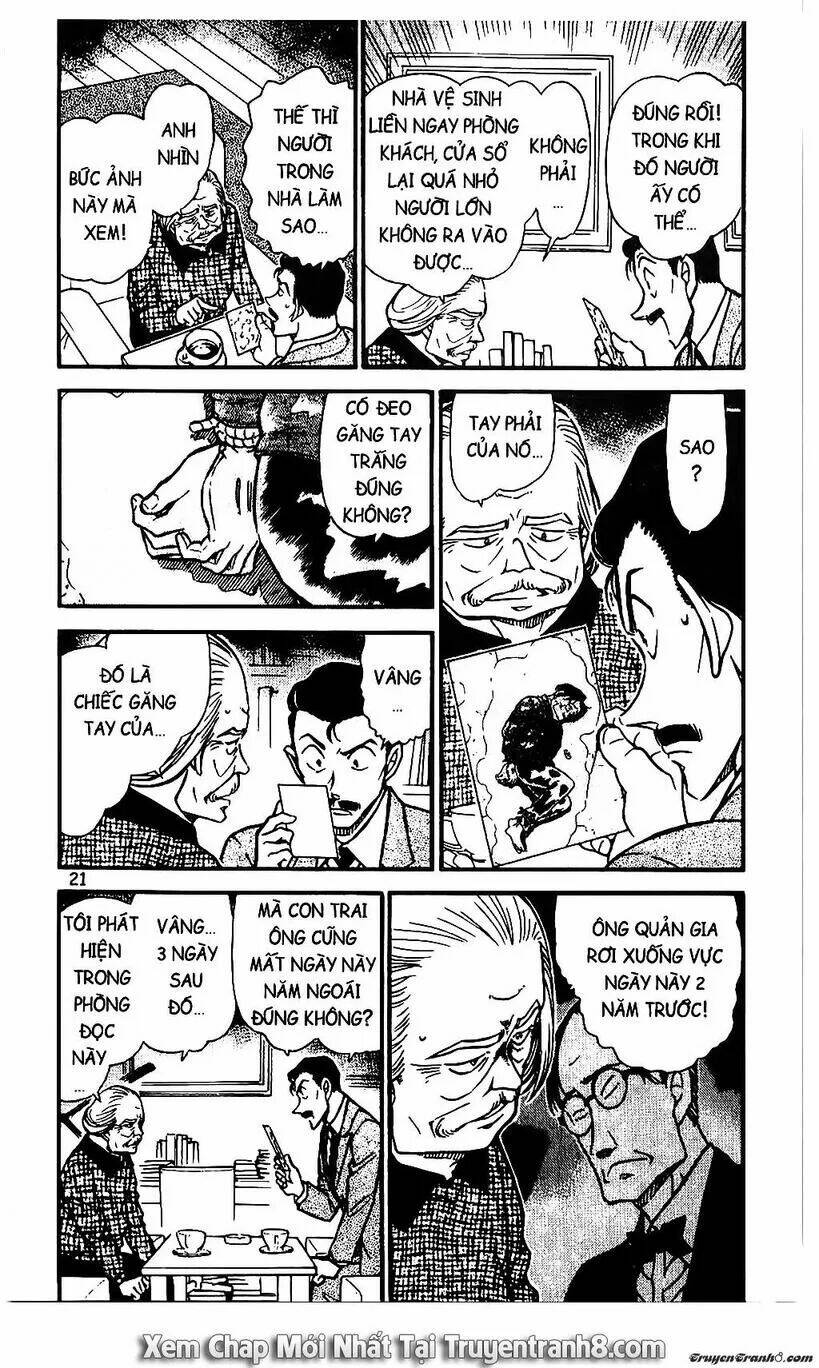 ĐÚNG RỒI!
TRONG KHI
ĐÓ NGƯỜI
ẤY CÓ
THỂ...
KHÔNG
PHẢI
...
NHÀ VỆ SINH
LIỀN NGAY PHÒNG
KHÁCH, CỬA SỔ
LẠI QUÁ NHỎ
NGƯỜI LỚN
KHÔNG RA VÀO
ĐƯỢC...
THẾ THÌ
NGƯỜI
TRONG
NHÀ LÀM
SAO...
ANH
NHÌN
BỨC ẢNH
NÀY MÀ
XEM!
SAO
?
TAY PHẢI
CỦA NÓ...
CÓ ĐEO
GĂNG TAY
TRẮNG
ĐÚNG
KHÔNG?
VÂNG
...
ĐÓ LÀ
CHIẾC GĂNG
TAY CỦA...
21
ÔNG QUẢN GIA
RƠI XUỐNG VỰC
NGÀY NÀY 2
NĂM TRƯỚC!
MÀ CON TRAI
ÔNG CŨNG
MẤT NGÀY NÀY
NĂM NGOÁI
ĐÚNG KHÔNG?
VÂNG...
3 NGÀY
SAU
ĐÓ...
TÔI PHÁT
HIỆN
TRONG
PHÒNG
ĐỌC
NÀY
Xem Chap Mới Nhất Tại Truyentranh8.com
TruyenTranh8.com